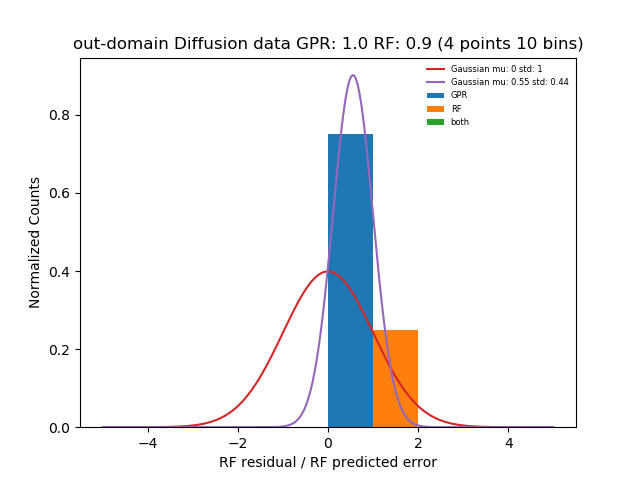 out-domain Diffusion data GPR: 1.0 RF: 0.9 (4 points 10 bins)
Gaussian mu: 0 std: 1
Gaussian mu: 0.55 std: 0.44
GPR
RF
both
Normalized Counts
0.8
0.6
0.4
0.2
0.0
−4
−2
0
2
4
RF residual / RF predicted error